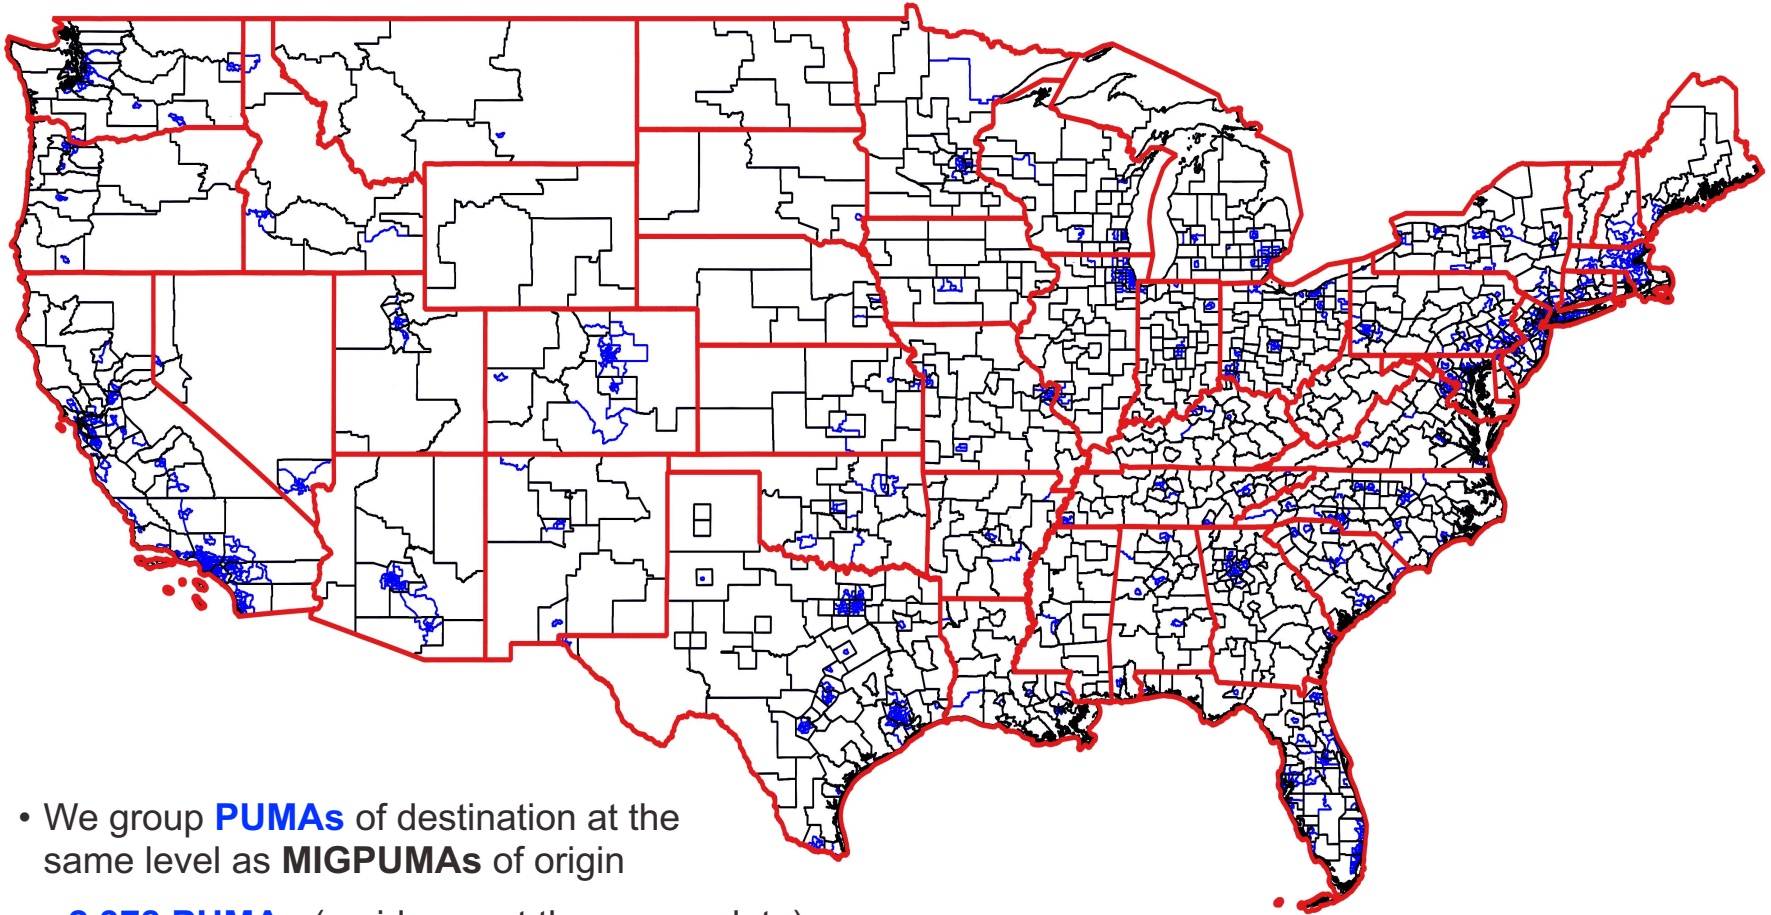 • We group PUMAs of destination at the
same level as MIGPUMAs of origin